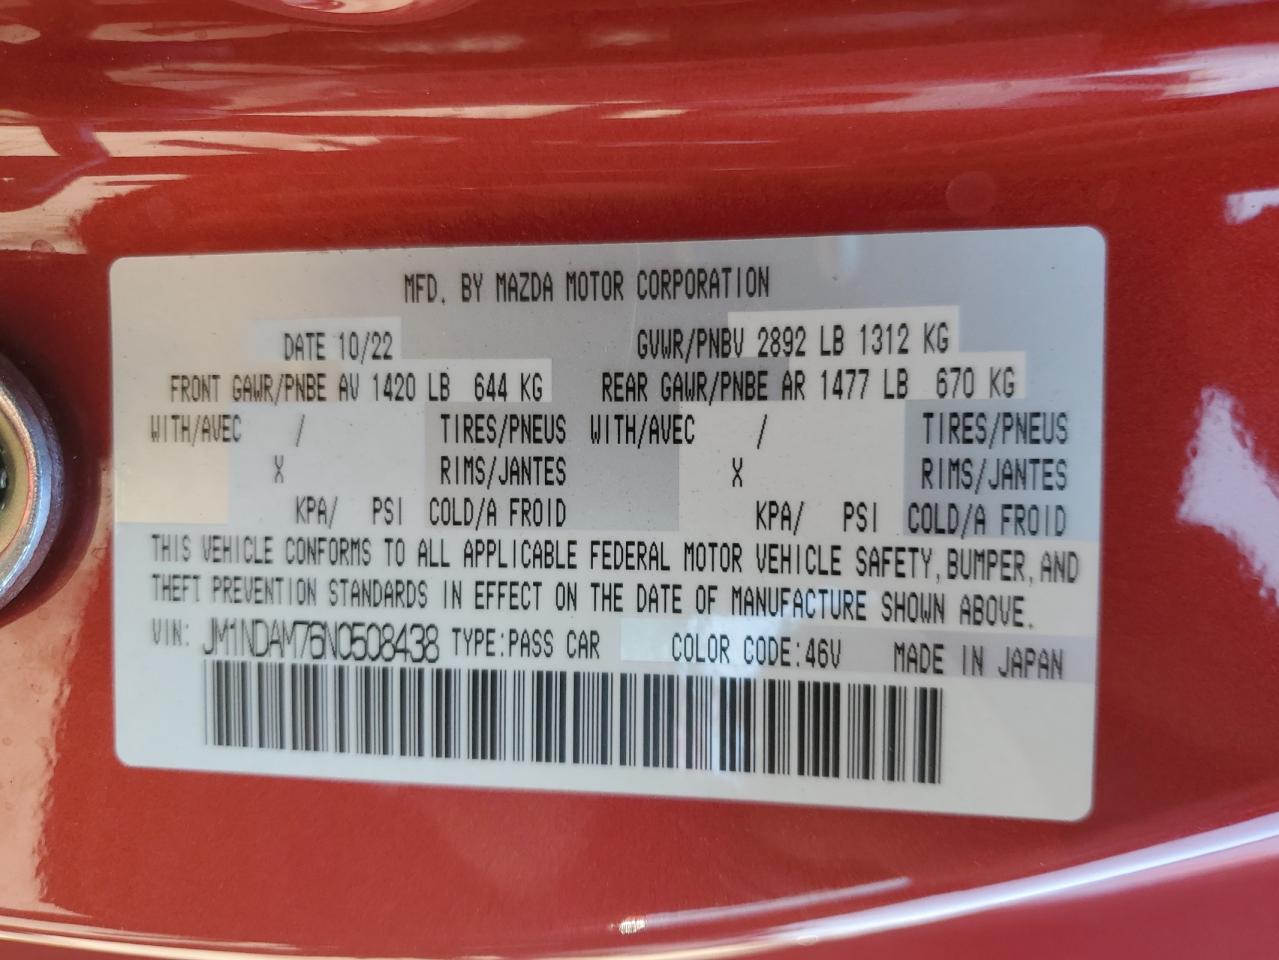 MFD. BY MAZDA MOTOR CORPORATION
DATE 10/22 GVWR/PNBV 2892 LB 1312 KG
FRONT GAWR/PNBE AV 1420 LB 644 KG REAR GAWR/PNBE AR 1477 LB 670 KG
WITH/AVEC / TIRES/PNEUS WITH/AVEC / TIRES/PNEUS
X RIMS/JANTES X RIMS/JANTES
KPA/ PSI COLD/A FROID KPA/ PSI COLD/A FROID
THIS VEHICLE CONFORMS TO ALL APPLICABLE FEDERAL MOTOR VEHICLE SAFETY, BUMPER, AND
THEFT PREVENTION STANDARDS IN EFFECT ON THE DATE OF MANUFACTURE SHOWN ABOVE.
VIN: JM1NDAM76N0508438 TYPE:PASS CAR COLOR CODE:46V MADE IN JAPAN